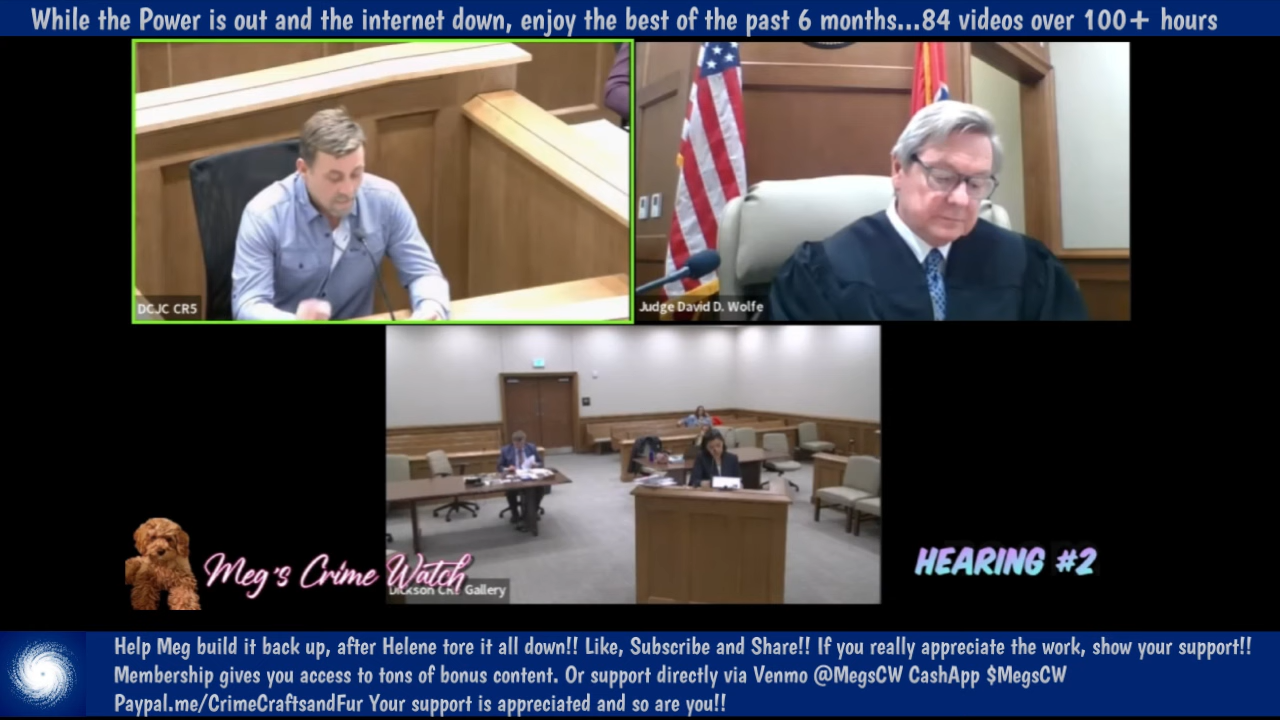 While the Power is out and the internet down, enjoy the best of the past 6 months...84 videos over 100+ hours
DCJC CR5
Judge David D. Wolfe
Meg's Crime Watch
HEARING #2
Gallery
Help Meg build it back up, after Helene tore it all down!! Like, Subscribe and Share!! If you really appreciate the work, show your support!!
Membership gives you access to tons of bonus content. Or support directly via Venmo @MegsCW CashApp $MegsCW
Paypal.me/CrimeCraftsandFur Your support is appreciated and so are you!!